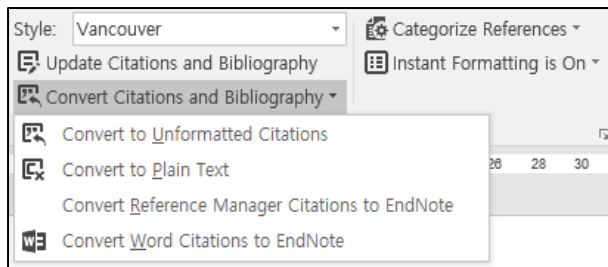 Style: Vancouver Categorize References
Update Citations and Bibliography Instant Formatting is On
Convert Citations and Bibliography
Convert to Unformatted Citations
Convert to Plain Text
26 28 30
Convert Reference Manager Citations to EndNote
Convert Word Citations to EndNote